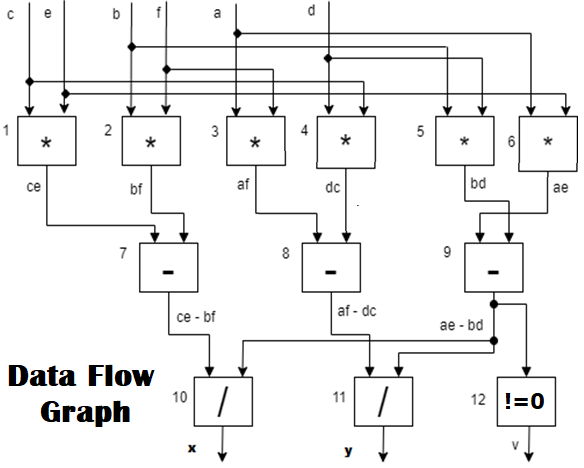 c e b f a d
1 * 2 * 3 * 4 * 5 * 6 *
ce bf af dc bd ae
7 - 8 - 9 -
ce - bf af - dc ae - bd
Data Flow
Graph
10 / 11 / 12 !=0
x y v